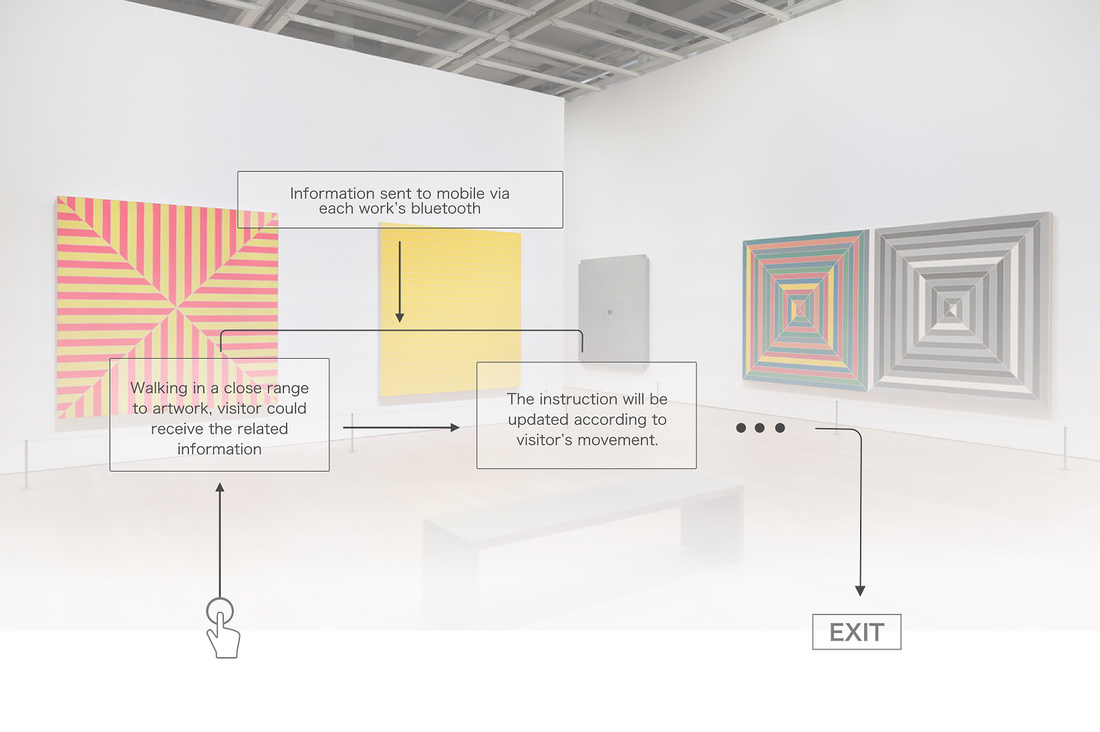 Information sent to mobile via
each work's bluetooth
Walking in a close range
to artwork, visitor could
receive the related
information
The instruction will be
updated according to
visitor's movement.
EXIT